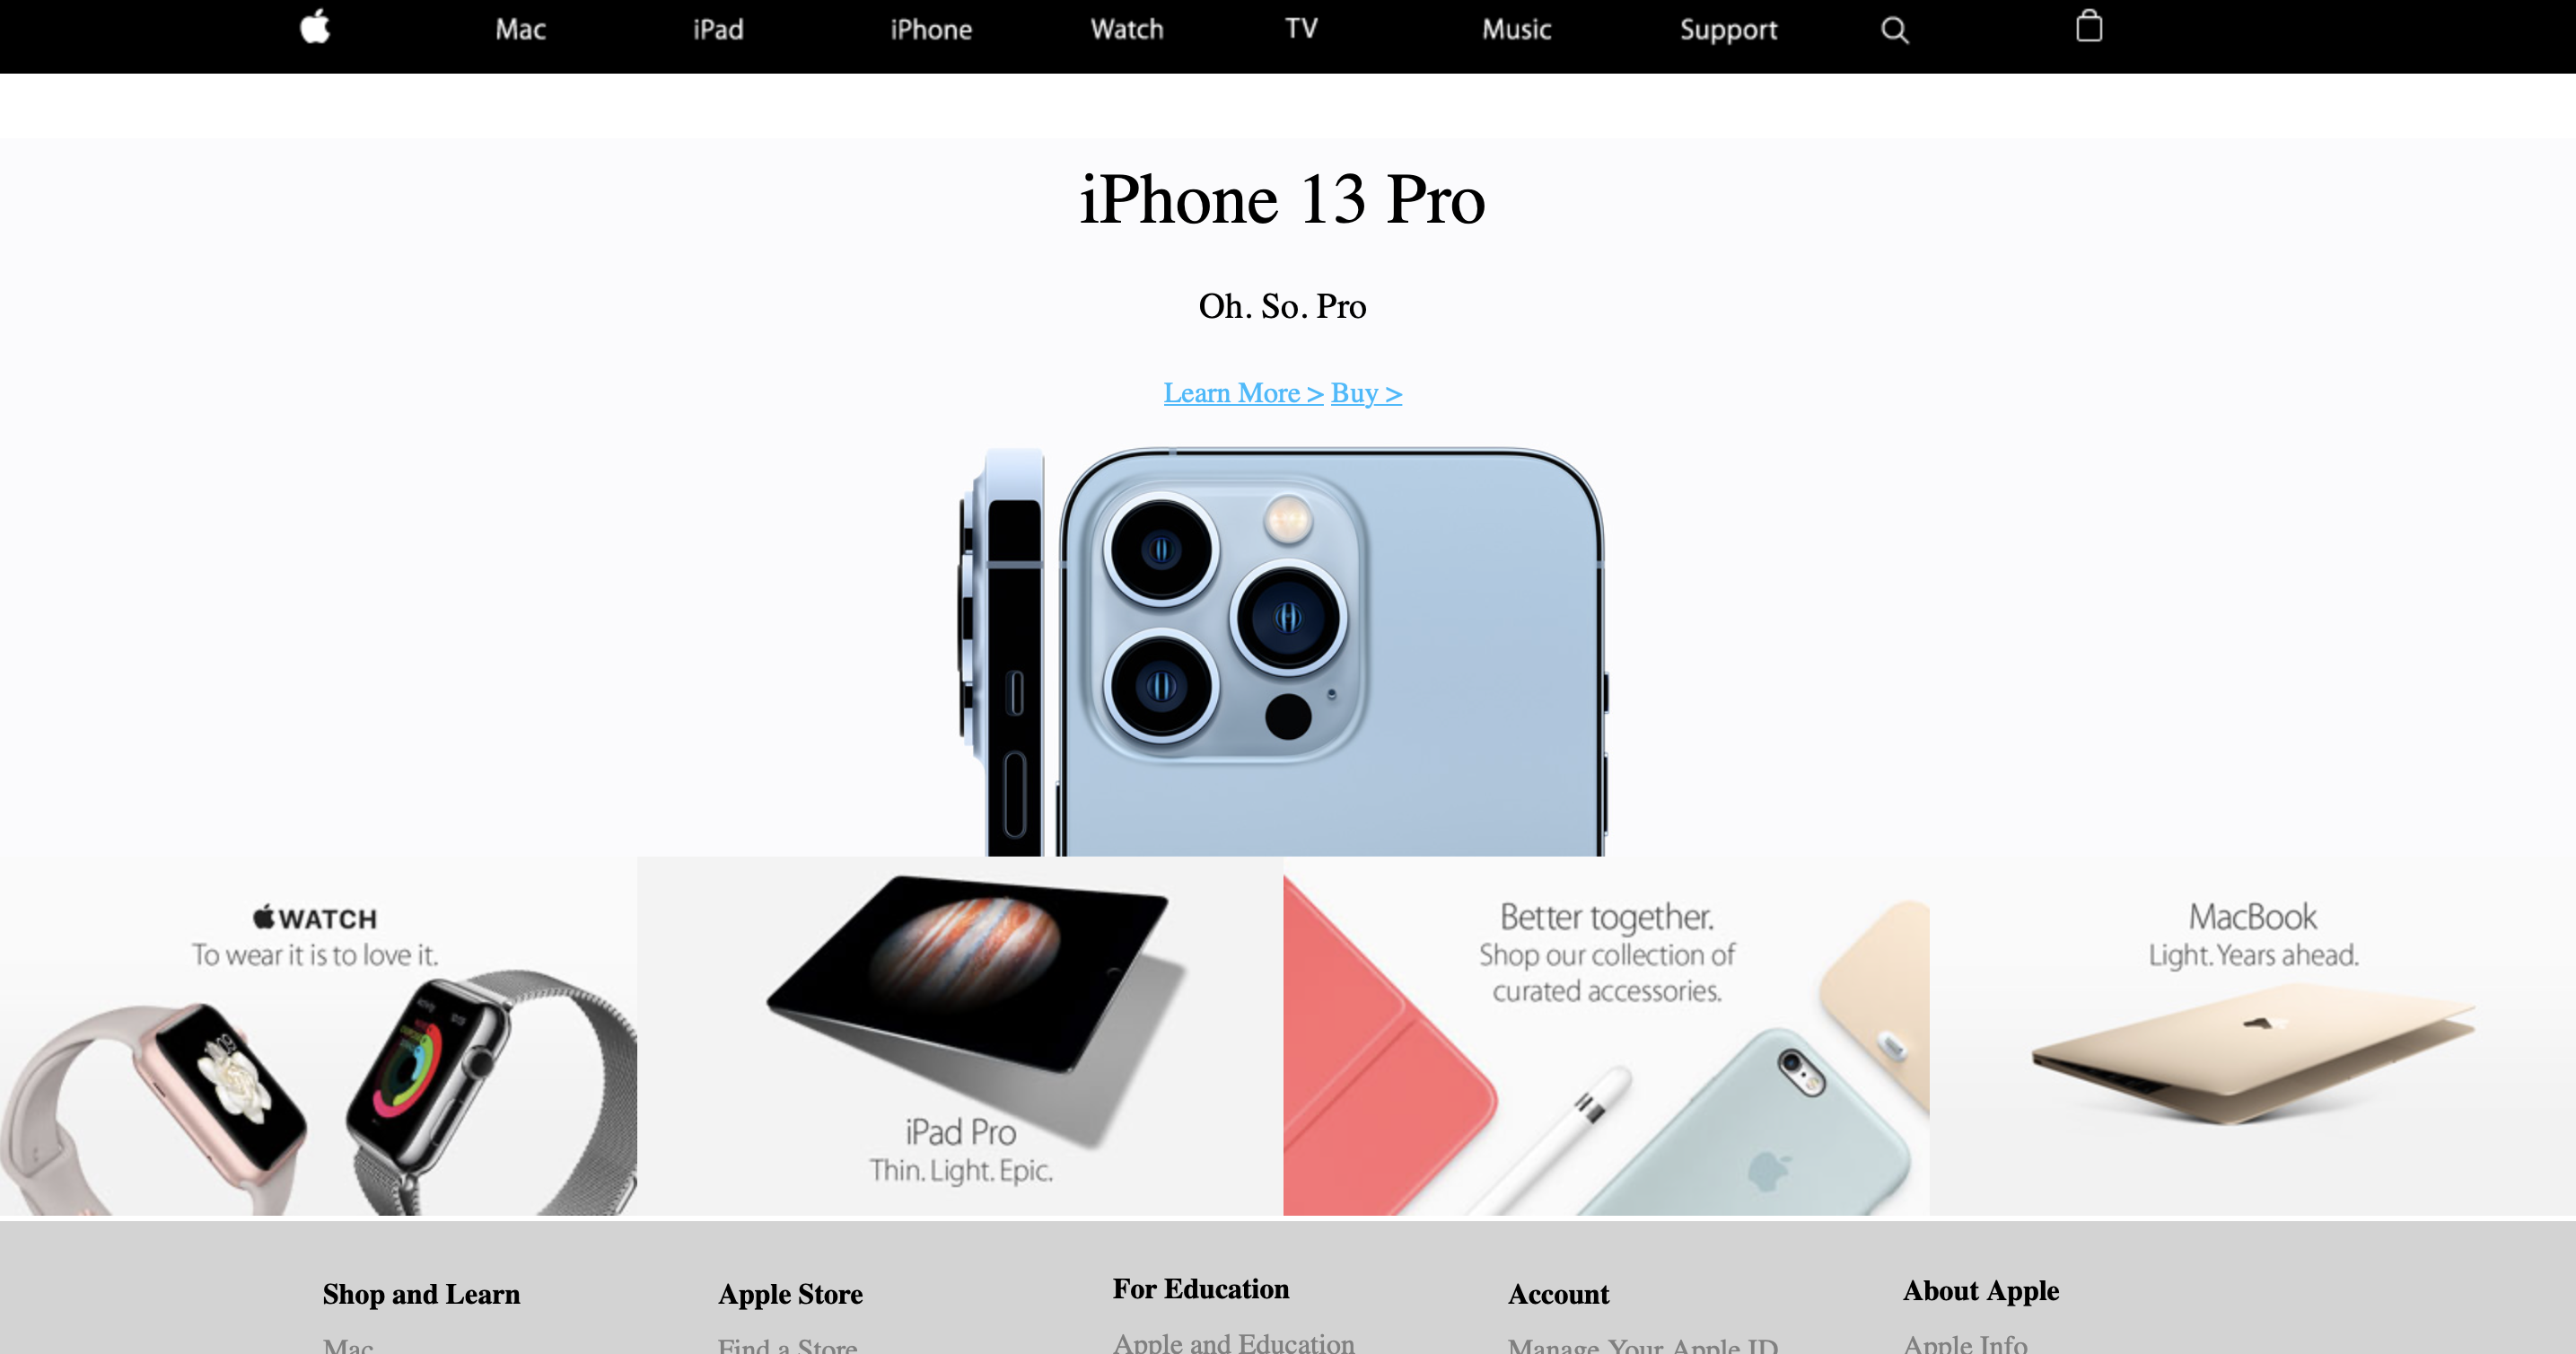 Mac iPad iPhone Watch TV Music Support
iPhone 13 Pro
Oh. So. Pro
Learn More > Buy >
WATCH
To wear it is to love it.
iPad Pro
Thin. Light. Epic.
Better together.
Shop our collection of
curated accessories.
MacBook
Light. Years ahead.
Shop and Learn Apple Store For Education Account About Apple
Mac Find a Store Apple and Education Manage Your Apple ID Apple Info